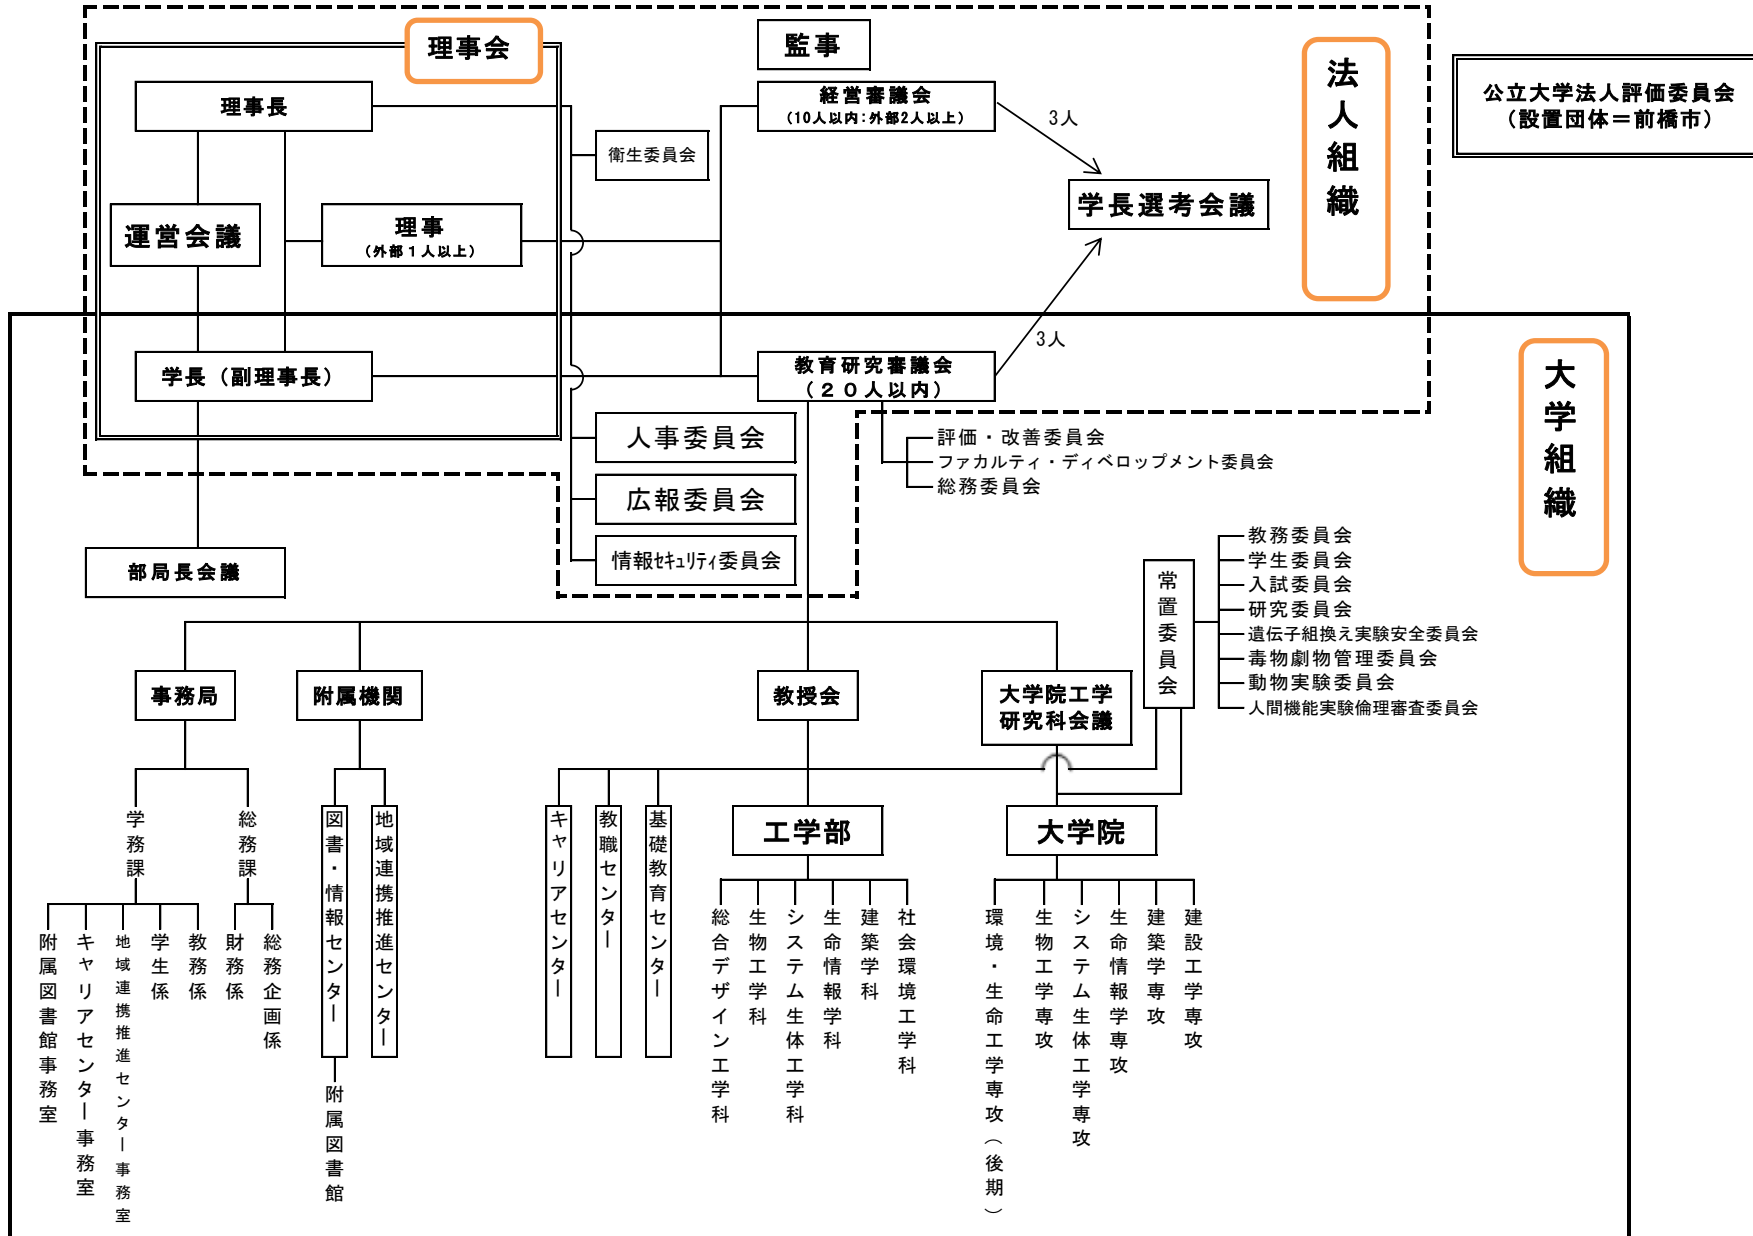 理事会
監事
法人組織
公立大学法人評価委員会
（設置団体＝前橋市）
理事長
経営審議会
（10人以内：外部2人以上）
3人
衛生委員会
学長選考会議
運営会議
理事
（外部１人以上）
3人
学長（副理事長）
教育研究審議会
（２０人以内）
大学組織
人事委員会
広報委員会
情報ｾｷｭﾘﾃｨ委員会
評価・改善委員会
ファカルティ・ディベロップメント委員会
総務委員会
部局長会議
常置委員会
教務委員会
学生委員会
入試委員会
研究委員会
遺伝子組換え実験安全委員会
毒物劇物管理委員会
動物実験委員会
人間機能実験倫理審査委員会
事務局
附属機関
教授会
大学院工学
研究科会議
学務課
総務課
図書・情報センター
地域連携推進センター
キャリアセンター
教職センター
基礎教育センター
工学部
大学院
附属図書館事務室
キャリアセンター事務室
地域連携推進センター事務室
学生係
教務係
財務係
総務企画係
附属図書館
総合デザイン工学科
生物工学科
システム生体工学科
生命情報学科
建築学科
社会環境工学科
環境・生命工学専攻（後期）
生物工学専攻
システム生体工学専攻
生命情報学専攻
建築学専攻
建設工学専攻